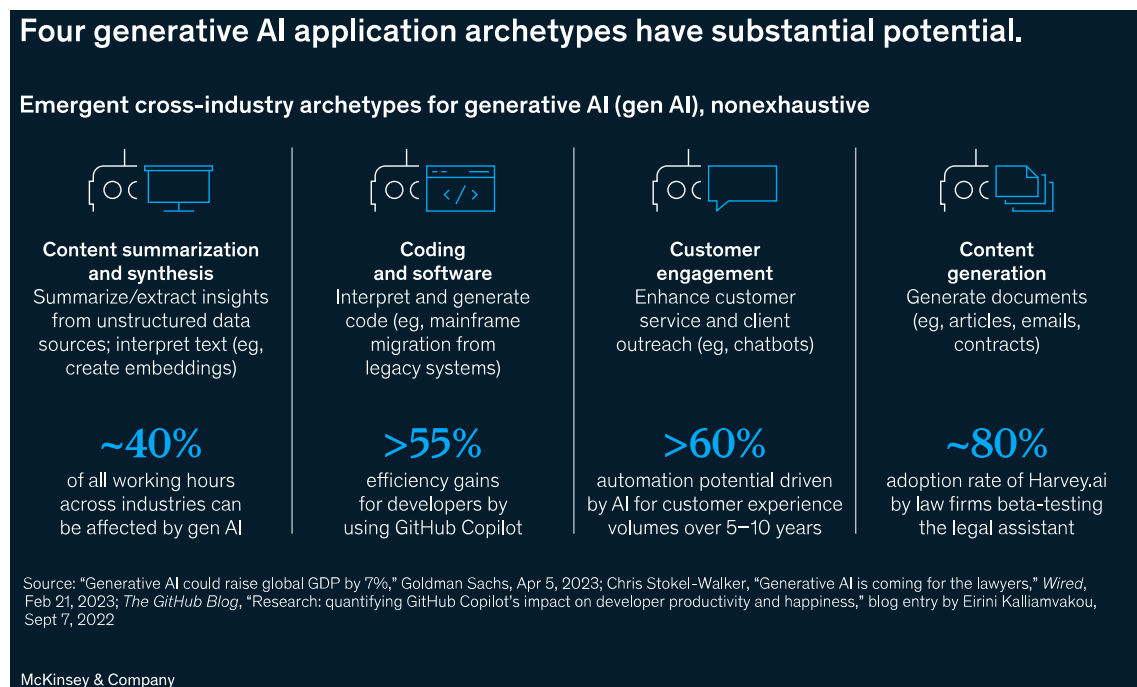 Four generative AI application archetypes have substantial potential.
Emergent cross-industry archetypes for generative AI (gen AI), nonexhaustive
Content summarization
and synthesis
Summarize/extract insights
from unstructured data
sources; interpret text (eg,
create embeddings)
~40%
of all working hours
across industries can
be affected by gen AI
</>
Coding
and software
Interpret and generate
code (eg, mainframe
migration from
legacy systems)
>55%
efficiency gains
for developers by
using GitHub Copilot
Customer
engagement
Enhance customer
service and client
outreach (eg, chatbots)
>60%
automation potential driven
by AI for customer experience
volumes over 5–10 years
Content
generation
Generate documents
(eg, articles, emails,
contracts)
~80%
adoption rate of Harvey.ai
by law firms beta-testing
the legal assistant
Source: “Generative AI could raise global GDP by 7%,” Goldman Sachs, Apr 5, 2023; Chris Stokel-Walker, “Generative AI is coming for the lawyers,” Wired,
Feb 21, 2023; The GitHub Blog, “Research: quantifying GitHub Copilot’s impact on developer productivity and happiness,” blog entry by Eirini Kalliamvakou,
Sept 7, 2022
McKinsey & Company